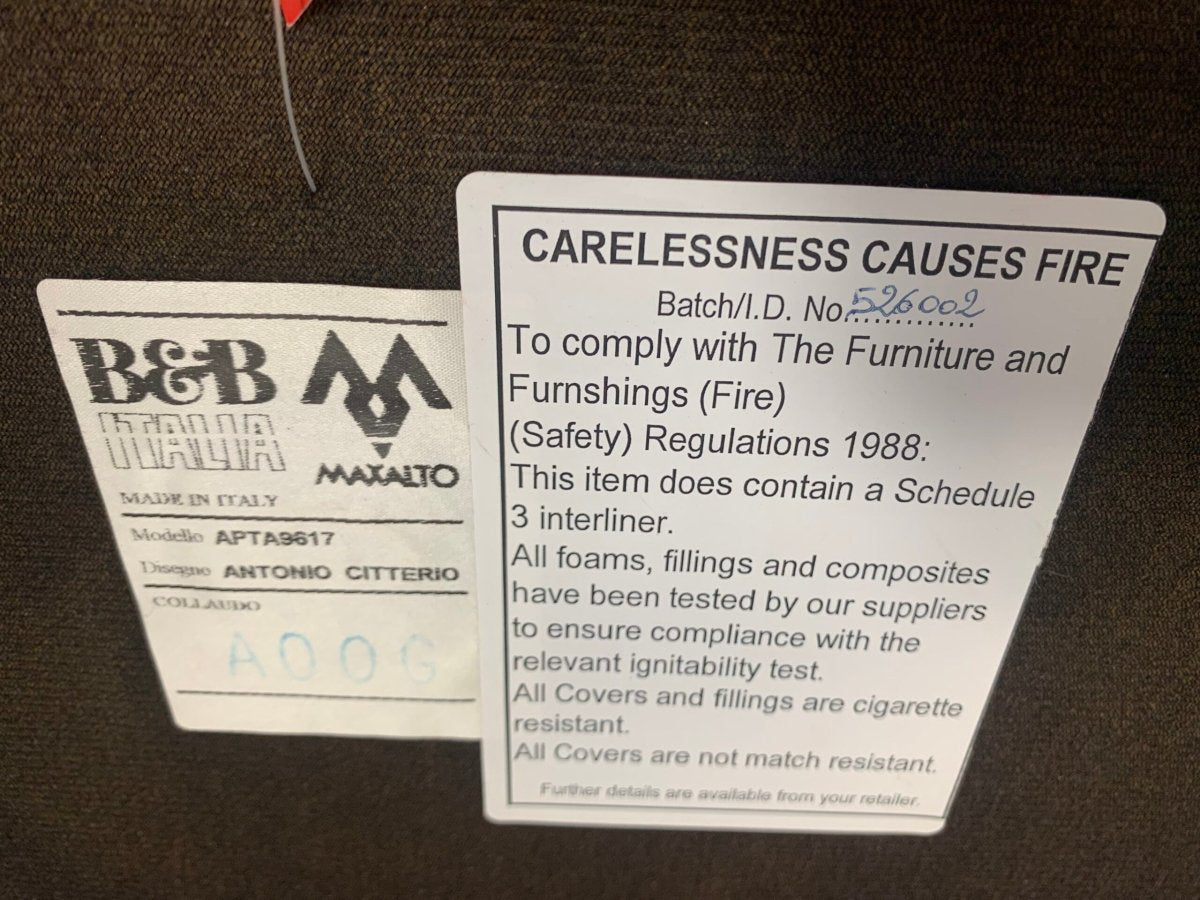 B&B
ITALIA
MAXALTO
MADE IN ITALY
Modello APTA9617
Disegno ANTONIO CITTERIO
COLLAUDO
A00G
CARELESSNESS CAUSES FIRE
Batch/I.D. No. 526002
To comply with The Furniture and
Furnshings (Fire)
(Safety) Regulations 1988:
This item does contain a Schedule
3 interliner.
All foams, fillings and composites
have been tested by our suppliers
to ensure compliance with the
relevant ignitability test.
All Covers and fillings are cigarette
resistant.
All Covers are not match resistant.
Further details are available from your retailer.